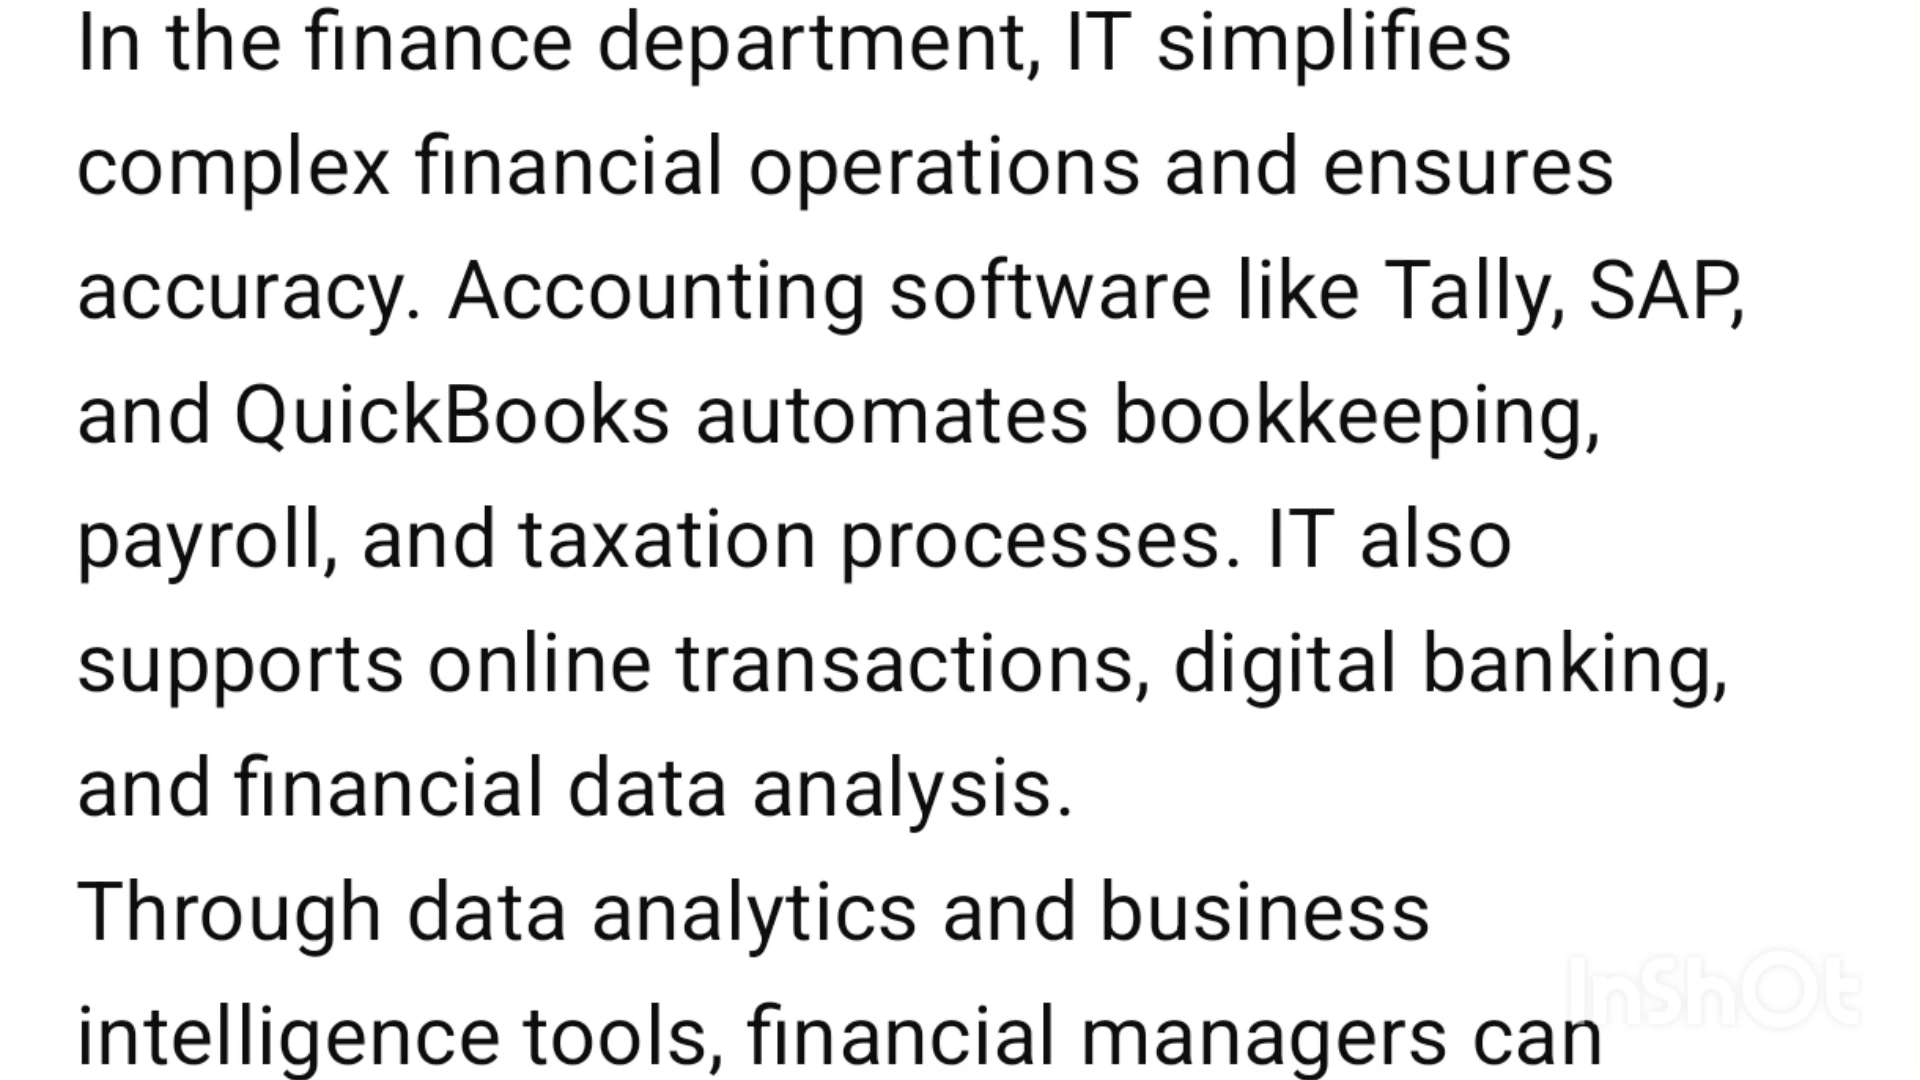 In the finance department, IT simplifies
complex financial operations and ensures
accuracy. Accounting software like Tally, SAP,
and QuickBooks automates bookkeeping,
payroll, and taxation processes. IT also
supports online transactions, digital banking,
and financial data analysis.
Through data analytics and business
intelligence tools, financial managers can
InShOt